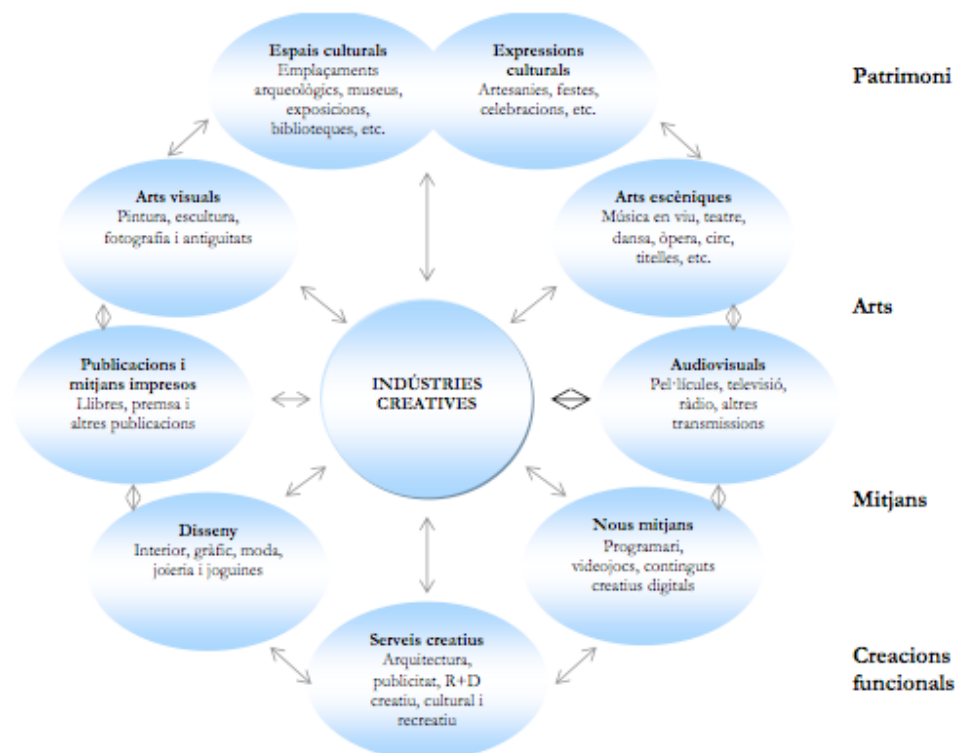 Espais culturals
Emplaçaments
arqueològics, museus,
exposicions,
biblioteques, etc.
Expressions
culturals
Artesanies, festes,
celebracions, etc.
Patrimoni
Arts visuals
Pintura, escultura,
fotografia i antiguitats
Arts escèniques
Música en viu, teatre,
dansa, òpera, circ,
titelles, etc.
Arts
Publicacions i
mitjans impresos
Llibres, premsa i
altres publicacions
INDÚSTRIES
CREATIVES
Audiovisuals
Pel·lícules, televisió,
ràdio, altres
transmissions
Mitjans
Disseny
Interior, gràfic, moda,
joieria i joguines
Nous mitjans
Programari,
videojocs, continguts
creatius digitals
Serveis creatius
Arquitectura,
publicitat, R+D
creatiu, cultural i
recreatiu
Creacions
funcionals